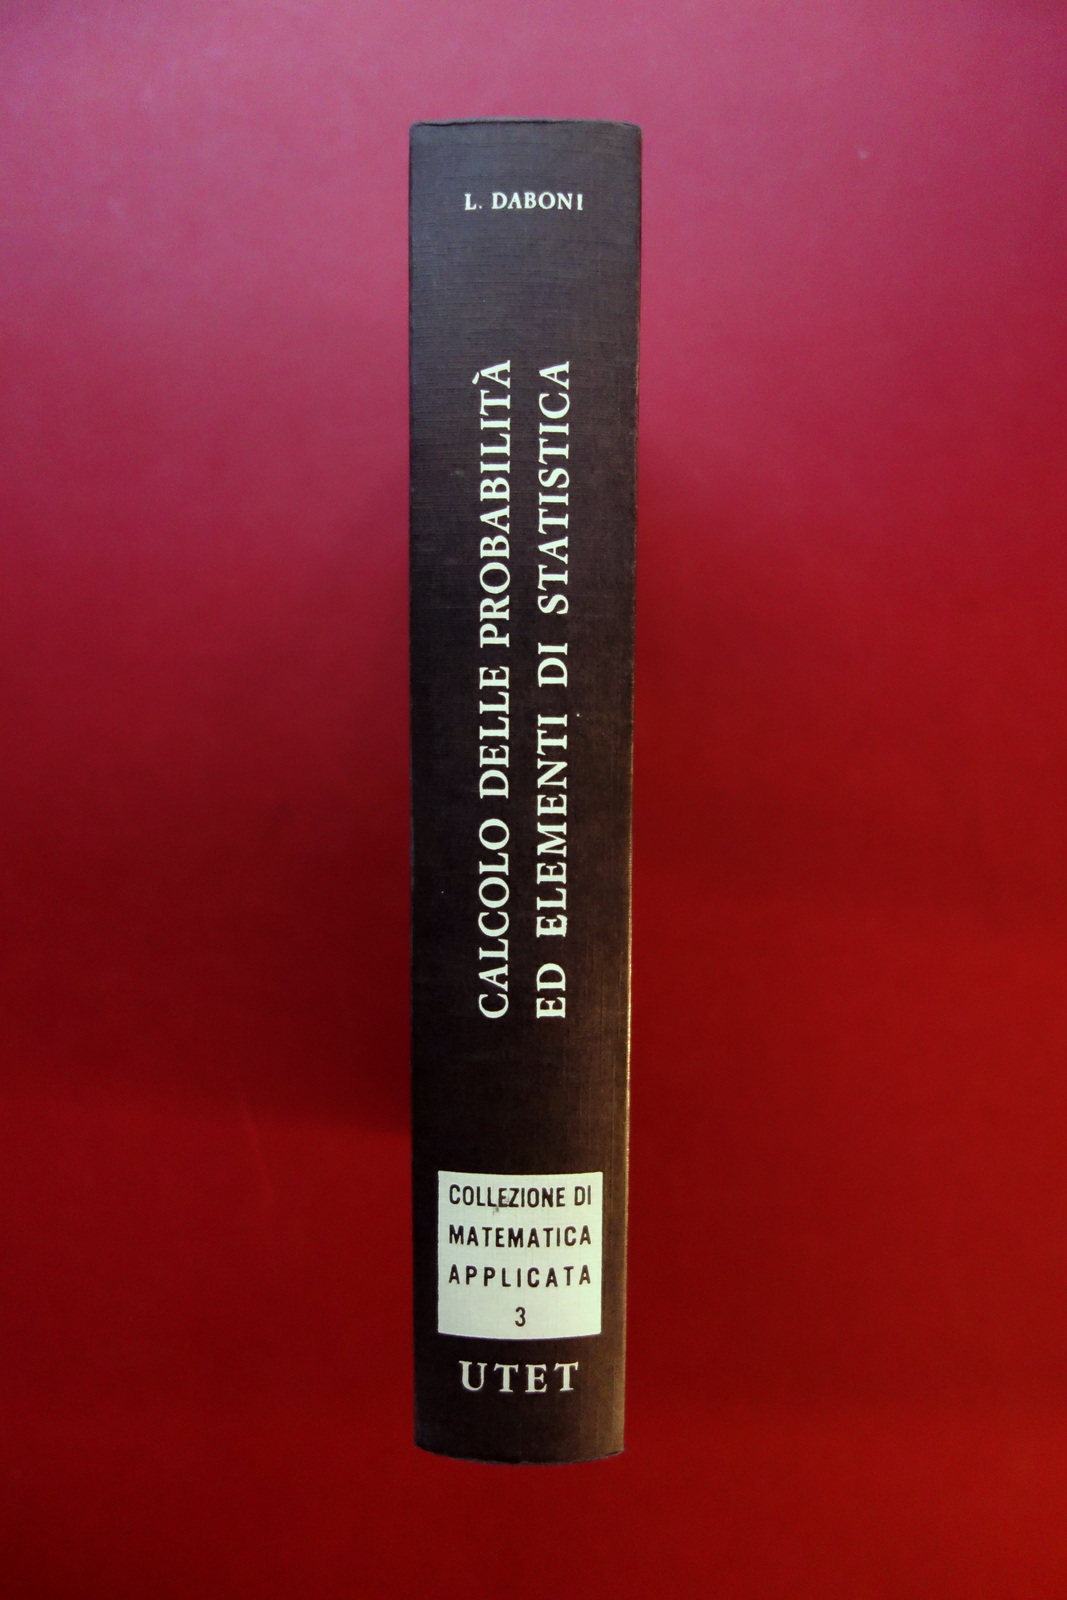 L. DABONI
CALCOLO DELLE PROBABILITÀ
ED ELEMENTI DI STATISTICA
COLLEZIONE DI
MATEMATICA
APPLICATA
3
UTET